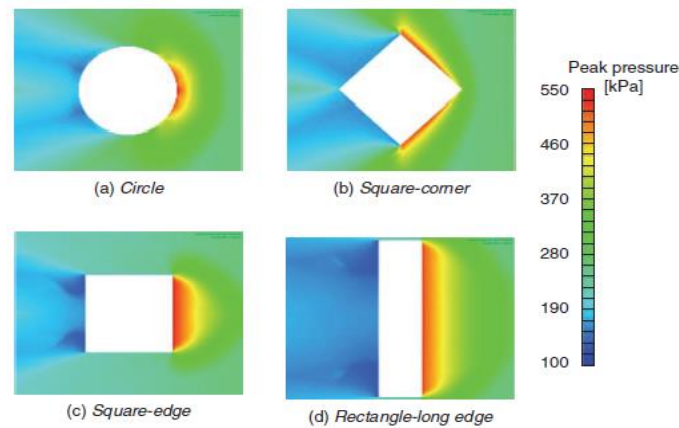 (a) Circle
(b) Square-corner
Peak pressure
[kPa]
550
460
370
280
190
100
(c) Square-edge
(d) Rectangle-long edge